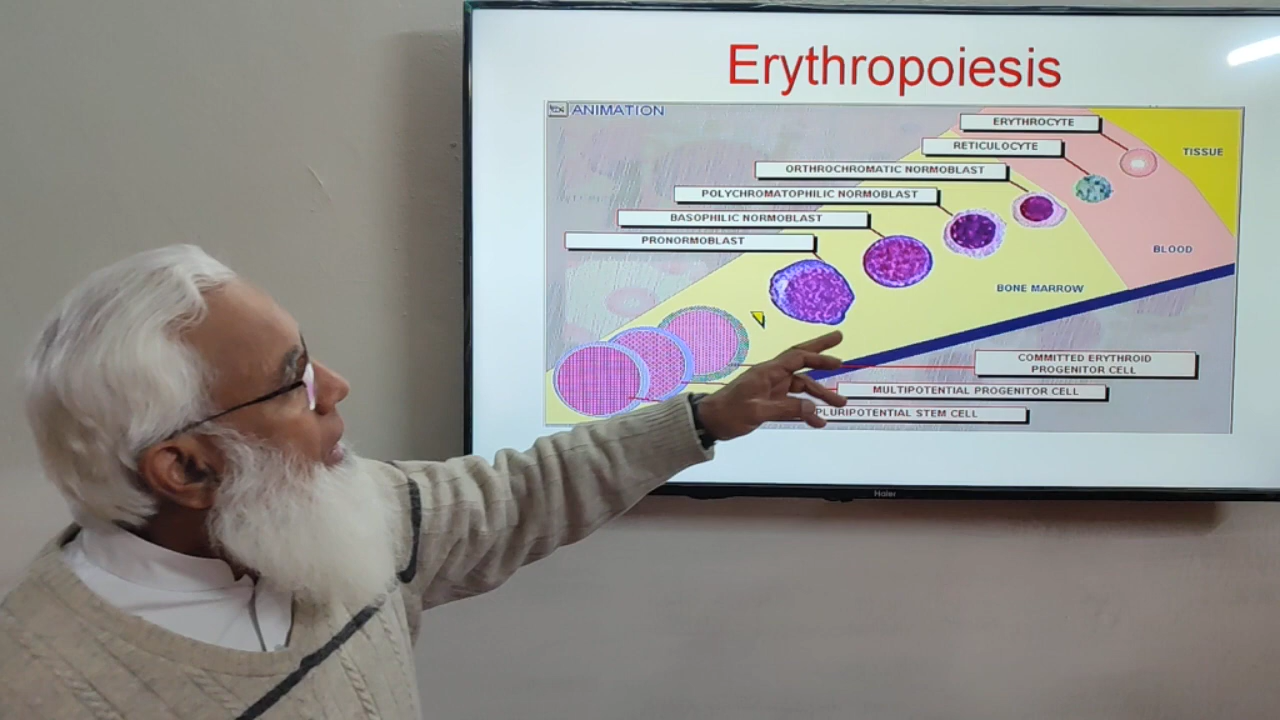 Erythropoiesis
ANIMATION
ERYTHROCYTE
RETICULOCYTE
TISSUE
ORTHROCHROMATIC NORMOBLAST
POLYCHROMATOPHILIC NORMOBLAST
BASOPHILIC NORMOBLAST
PRONORMOBLAST
BLOOD
BONE MARROW
COMMITTED ERYTHROID
PROGENITOR CELL
MULTIPOTENTIAL PROGENITOR CELL
PLURIPOTENTIAL STEM CELL
Haier